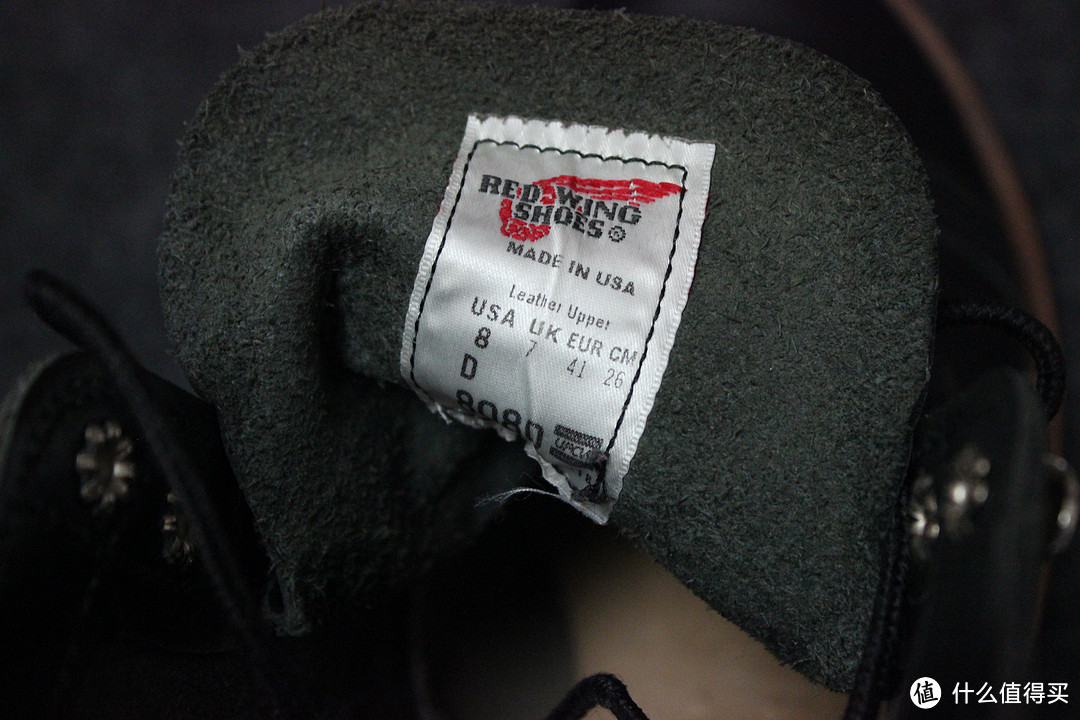 RED WING
SHOES®
MADE IN USA
Leather Upper
USA UK EUR CM
8 7 41 26
D
8080
值 什么值得买